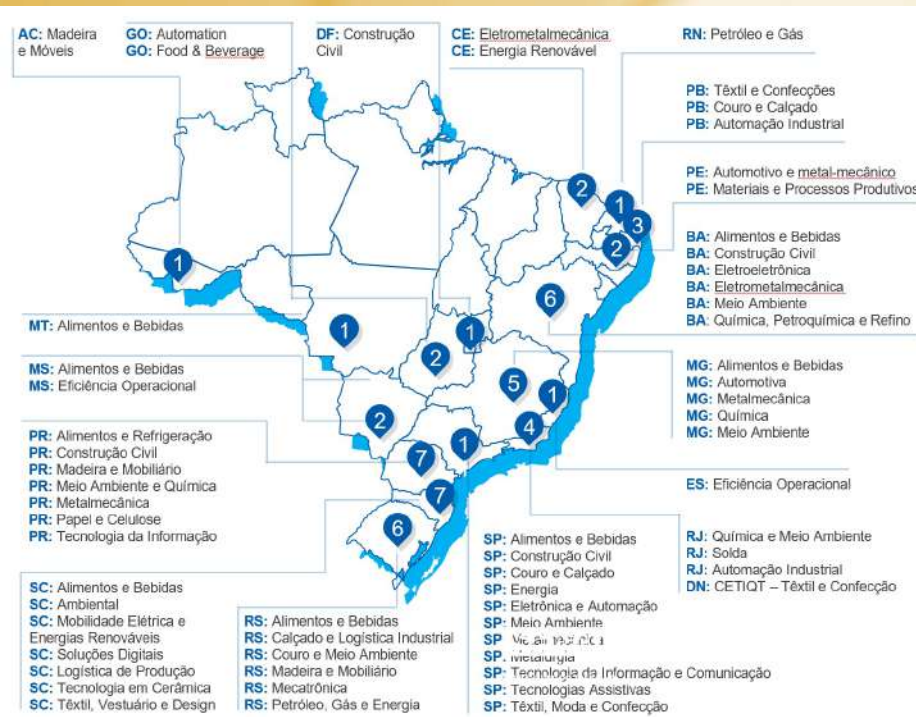 AC: Madeira
e Móveis
GO: Automation
GO: Food & Beverage
DF: Construção
Civil
CE: Eletrometalmecânica
CE: Energia Renovável
RN: Petróleo e Gás
PB: Têxtil e Confecções
PB: Couro e Calçado
PB: Automação Industrial
PE: Automotivo e metal-mecânico
PE: Materiais e Processos Produtivos
BA: Alimentos e Bebidas
BA: Construção Civil
BA: Eletroeletrônica
BA: Eletrometalmecânica
BA: Meio Ambiente
BA: Química, Petroquímica e Refino
2
1
3
2
1
6
1
1
2
5
1
2
4
1
7
7
6
MT: Alimentos e Bebidas
MS: Alimentos e Bebidas
MS: Eficiência Operacional
MG: Alimentos e Bebidas
MG: Automotiva
MG: Metalmecânica
MG: Química
MG: Meio Ambiente
PR: Alimentos e Refrigeração
PR: Construção Civil
PR: Madeira e Mobiliário
PR: Meio Ambiente e Química
PR: Metalmecânica
PR: Papel e Celulose
PR: Tecnologia da Informação
ES: Eficiência Operacional
RJ: Química e Meio Ambiente
RJ: Solda
RJ: Automação Industrial
DN: CETIQT – Têxtil e Confecção
SC: Alimentos e Bebidas
SC: Ambiental
SC: Mobilidade Elétrica e
Energias Renováveis
SC: Soluções Digitais
SC: Logística de Produção
SC: Tecnologia em Cerâmica
SC: Têxtil, Vestuário e Design
RS: Alimentos e Bebidas
RS: Calçado e Logística Industrial
RS: Couro e Meio Ambiente
RS: Madeira e Mobiliário
RS: Mecatrônica
RS: Petróleo, Gás e Energia
SP: Alimentos e Bebidas
SP: Construção Civil
SP: Couro e Calçado
SP: Energia
SP: Eletrônica e Automação
SP: Meio Ambiente
SP
SP: Metalurgia
SP: Tecnologia da Informação e Comunicação
SP: Tecnologias Assistivas
SP: Têxtil, Moda e Confecção